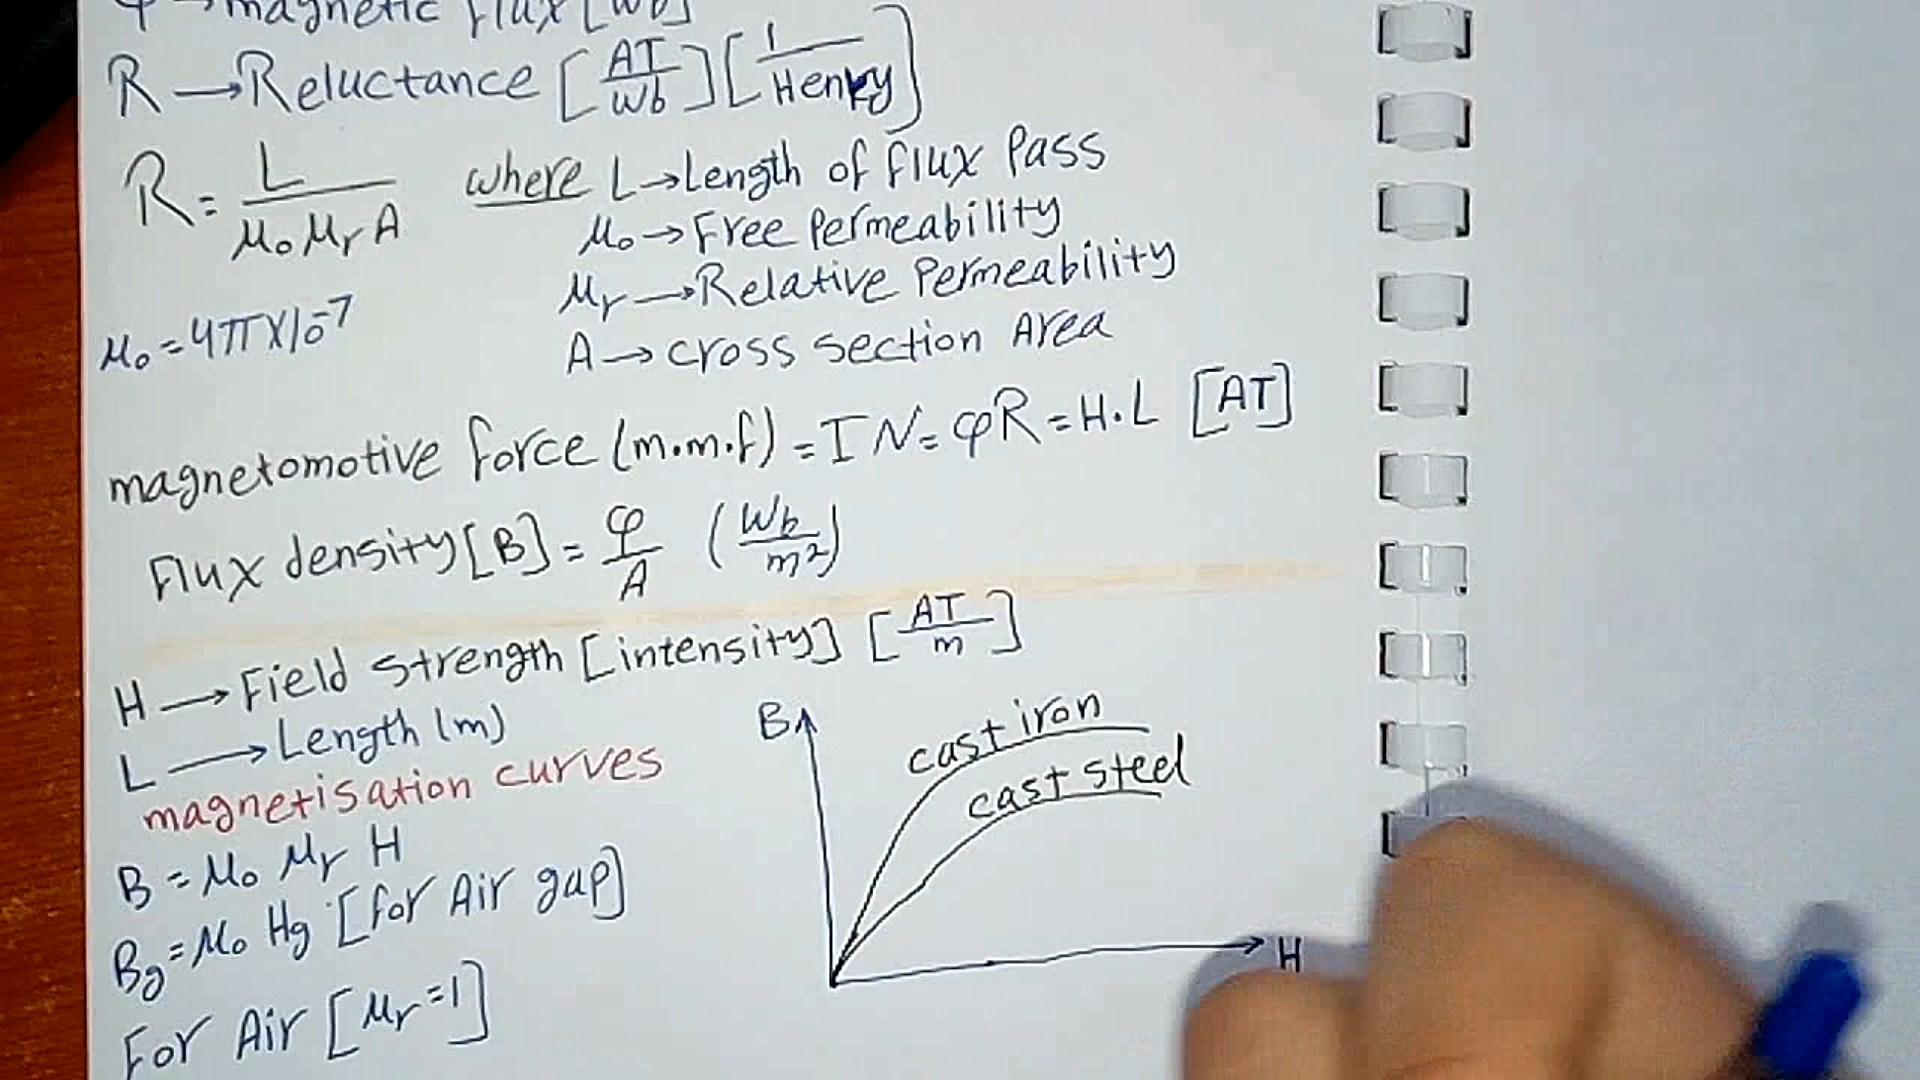 φ → magnetic flux [Wb]
R → Reluctance [AT/Wb] [1/Henry]
R = L/(μ₀ μr A) where L → Length of flux Pass
μ₀ → Free Permeability
μr → Relative Permeability
μ₀ = 4π×10⁻⁷
A → cross section Area
magnetomotive force (m.m.f) = IN = φR = H.L [AT]
Flux density [B] = φ/A (Wb/m²)
H → Field strength [intensity] [AT/m]
L → Length (m)
magnetisation curves
B = μ₀ μr H
Bg = μ₀ Hg [for Air gap]
For Air [μr = 1]
B
cast iron
cast steel
H